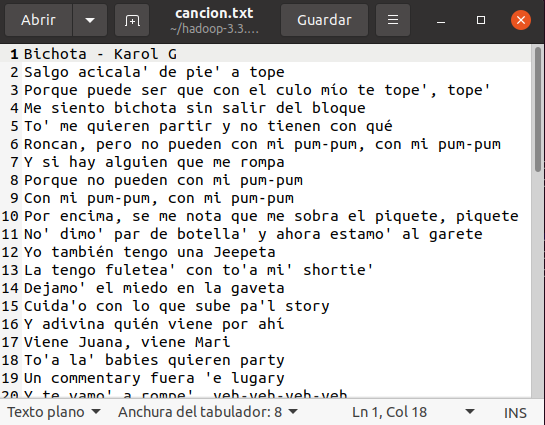 Abrir
cancion.txt
~/hadoop-3.3....
Guardar
1 Bichota - Karol G
2 Salgo acicala' de pie' a tope
3 Porque puede ser que con el culo mío te tope', tope'
4 Me siento bichota sin salir del bloque
5 To' me quieren partir y no tienen con qué
6 Roncan, pero no pueden con mi pum-pum, con mi pum-pum
7 Y si hay alguien que me rompa
8 Porque no pueden con mi pum-pum
9 Con mi pum-pum, con mi pum-pum
10 Por encima, se me nota que me sobra el piquete, piquete
11 No' dimo' par de botella' y ahora estamo' al garete
12 Yo también tengo una Jeepeta
13 La tengo fuletea' con to'a mi' shortie'
14 Dejamo' el miedo en la gaveta
15 Cuida'o con lo que sube pa'l story
16 Y adivina quién viene por ahí
17 Viene Juana, viene Mari
18 To'a la' babies quieren party
19 Un commentary fuera 'e lugary
20 Y te vamo' a rompe', yeh-yeh-yeh-yeh
Texto plano
Anchura del tabulador: 8
Ln 1, Col 18
INS